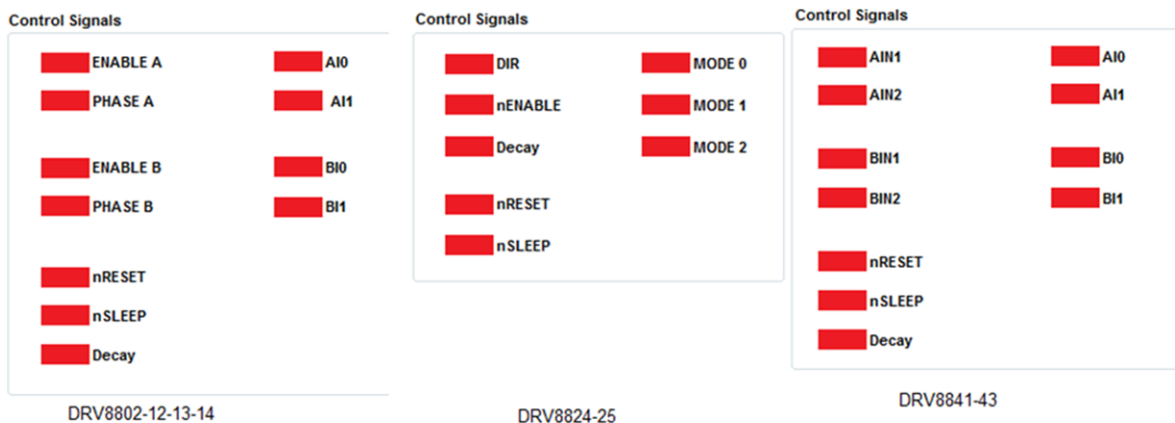 Control Signals
ENABLE A
AI0
PHASE A
AI1
ENABLE B
BI0
PHASE B
BI1
nRESET
nSLEEP
Decay
DRV8802-12-13-14
Control Signals
DIR
MODE 0
nENABLE
MODE 1
Decay
MODE 2
nRESET
nSLEEP
DRV8824-25
Control Signals
AIN1
AI0
AIN2
AI1
BIN1
BI0
BIN2
BI1
nRESET
nSLEEP
Decay
DRV8841-43